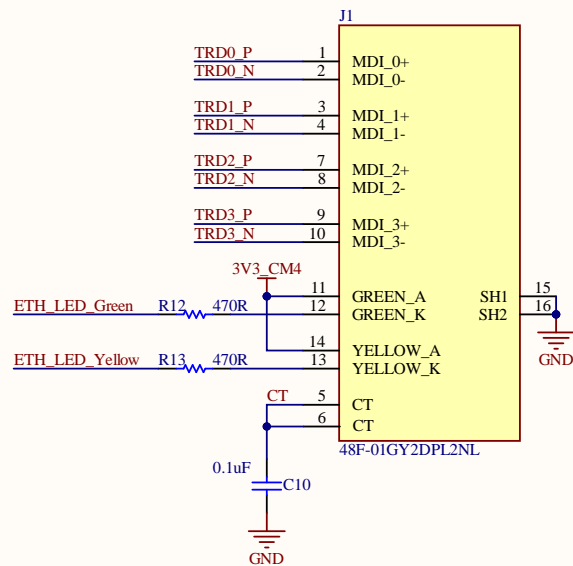 J1
TRD0_P 1 MDI_0+
TRD0_N 2 MDI_0-
TRD1_P 3 MDI_1+
TRD1_N 4 MDI_1-
TRD2_P 7 MDI_2+
TRD2_N 8 MDI_2-
TRD3_P 9 MDI_3+
TRD3_N 10 MDI_3-
3V3_CM4
11 GREEN_A SH1 15
ETH_LED_Green R12 470R 12 GREEN_K SH2 16
14 YELLOW_A GND
ETH_LED_Yellow R13 470R 13 YELLOW_K
CT 5 CT
6 CT
48F-01GY2DPL2NL
0.1uF
C10
GND